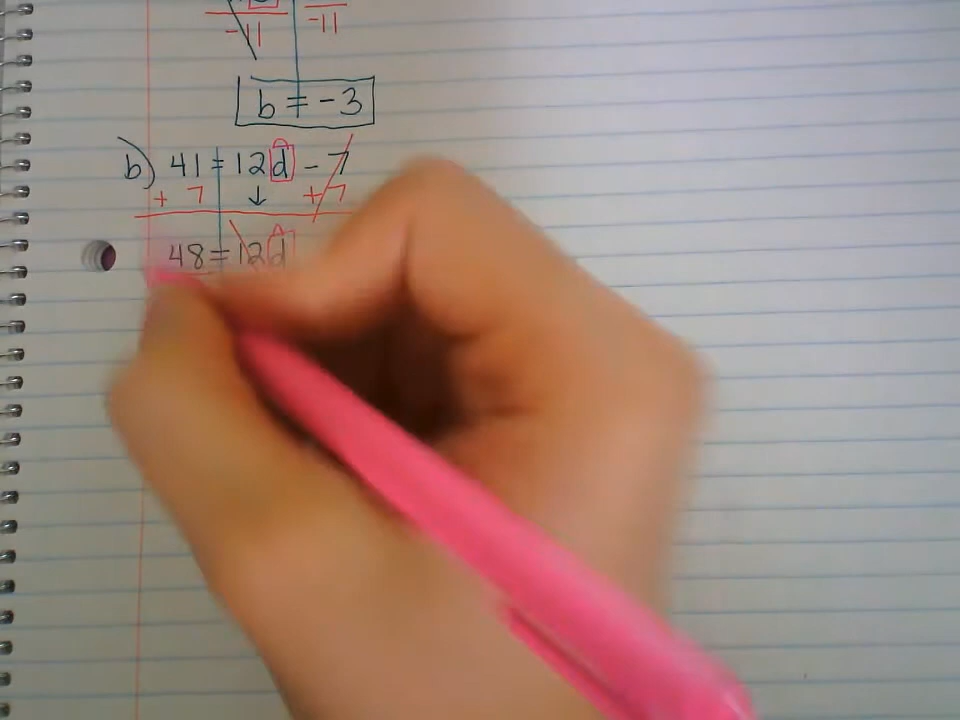 -11 -11
b = -3
b) 41 = 12d - 7
+ 7 ↓ + 7
48 = 12d